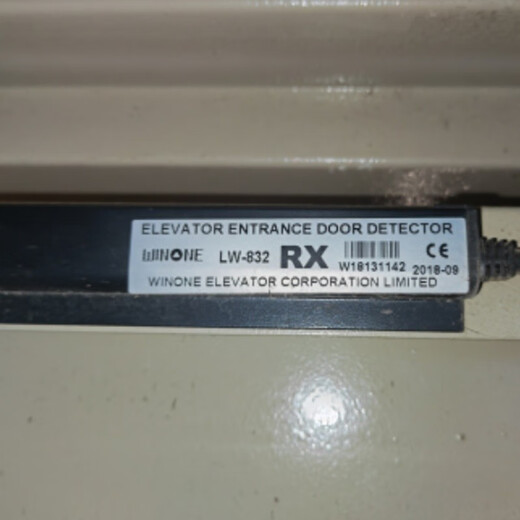 ELEVATOR ENTRANCE DOOR DETECTOR
WINONE LW-832 RX W18131142 CE 2018-09
WINONE ELEVATOR CORPORATION LIMITED